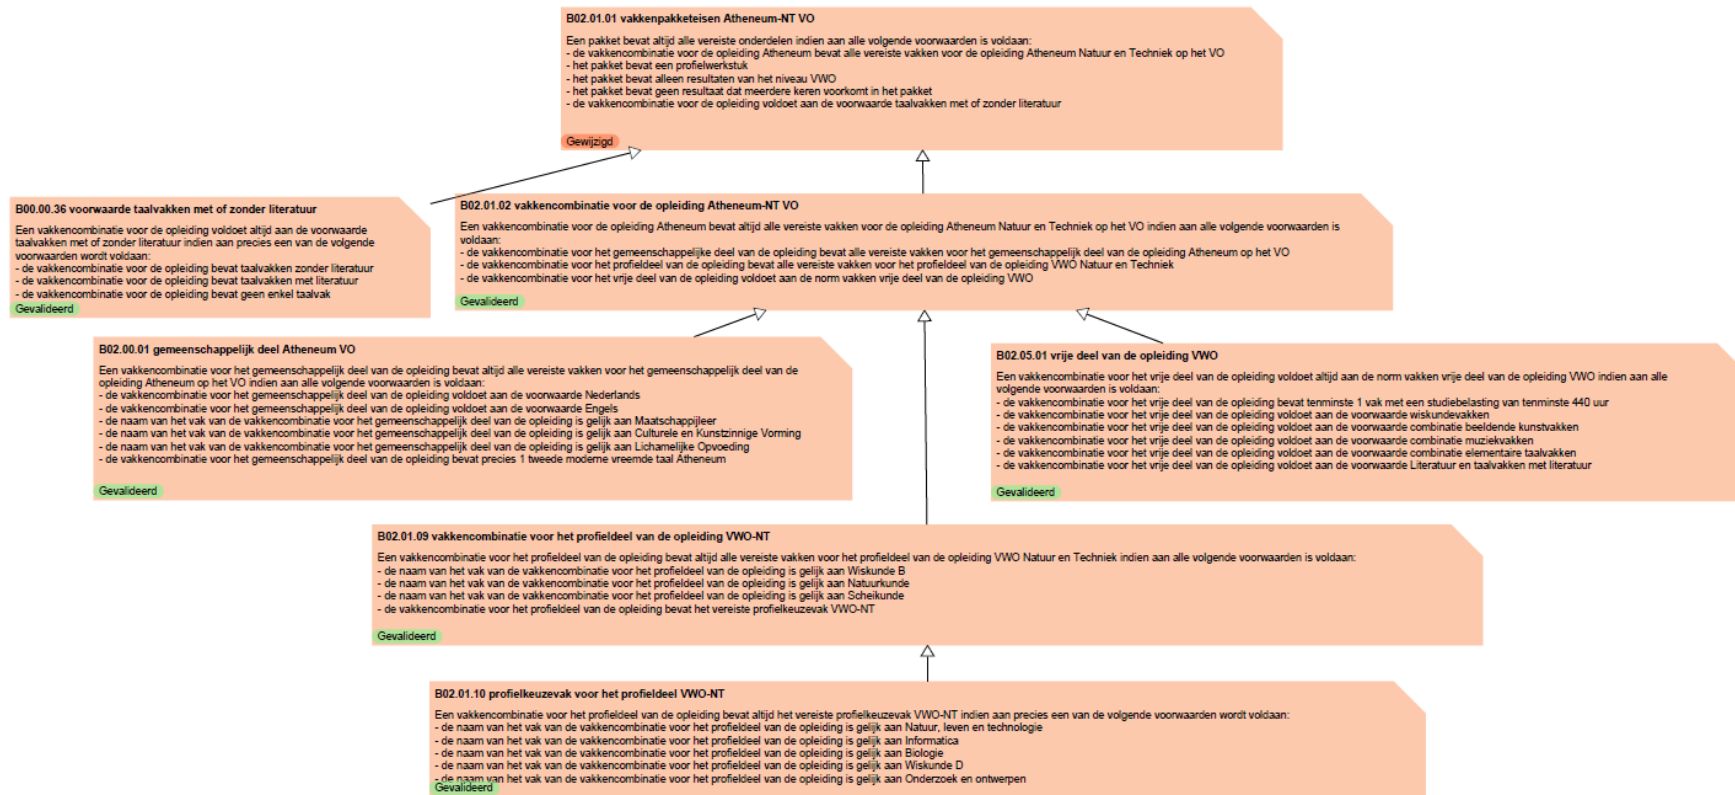 B02.01.01 vakkenpakketeisen Atheneum-NT VO
Een pakket bevat altijd alle vereiste onderdelen indien aan alle volgende voorwaarden is voldaan:
- de vakkencombinatie voor de opleiding Atheneum bevat alle vereiste vakken voor de opleiding Atheneum Natuur en Techniek op het VO
- het pakket bevat een profielwerkstuk
- het pakket bevat alleen resultaten van het niveau VWO
- het pakket bevat geen resultaat dat meerdere keren voorkomt in het pakket
- de vakkencombinatie voor de opleiding voldoet aan de voorwaarde taalvakken met of zonder literatuur
Gewijzigd
B00.00.36 voorwaarde taalvakken met of zonder literatuur
Een vakkencombinatie voor de opleiding voldoet altijd aan de voorwaarde
taalvakken met of zonder literatuur indien aan precies een van de volgende
voorwaarden wordt voldaan:
- de vakkencombinatie voor de opleiding bevat taalvakken zonder literatuur
- de vakkencombinatie voor de opleiding bevat taalvakken met literatuur
- de vakkencombinatie voor de opleiding bevat geen enkel taalvak
Gevalideerd
B02.01.02 vakkencombinatie voor de opleiding Atheneum-NT VO
Een vakkencombinatie voor de opleiding Atheneum bevat altijd alle vereiste vakken voor de opleiding Atheneum Natuur en Techniek op het VO indien aan alle volgende voorwaarden is
voldaan:
- de vakkencombinatie voor het gemeenschappelijke deel van de opleiding bevat alle vereiste vakken voor het gemeenschappelijk deel van de opleiding Atheneum op het VO
- de vakkencombinatie voor het profieldeel van de opleiding bevat alle vereiste vakken voor het profieldeel van de opleiding VWO Natuur en Techniek
- de vakkencombinatie voor het vrije deel van de opleiding voldoet aan de norm vakken vrije deel van de opleiding VWO
Gevalideerd
B02.00.01 gemeenschappelijk deel Atheneum VO
Een vakkencombinatie voor het gemeenschappelijk deel van de opleiding bevat altijd alle vereiste vakken voor het gemeenschappelijk deel van de
opleiding Atheneum op het VO indien aan alle volgende voorwaarden is voldaan:
- de vakkencombinatie voor het gemeenschappelijk deel van de opleiding voldoet aan de voorwaarde Nederlands
- de vakkencombinatie voor het gemeenschappelijk deel van de opleiding voldoet aan de voorwaarde Engels
- de naam van het vak van de vakkencombinatie voor het gemeenschappelijk deel van de opleiding is gelijk aan Maatschappijleer
- de naam van het vak van de vakkencombinatie voor het gemeenschappelijk deel van de opleiding is gelijk aan Culturele en Kunstzinnige Vorming
- de naam van het vak van de vakkencombinatie voor het gemeenschappelijk deel van de opleiding is gelijk aan Lichamelijke Opvoeding
- de vakkencombinatie voor het gemeenschappelijk deel van de opleiding bevat precies 1 tweede moderne vreemde taal Atheneum
Gevalideerd
B02.05.01 vrije deel van de opleiding VWO
Een vakkencombinatie voor het vrije deel van de opleiding voldoet altijd aan de norm vakken vrije deel van de opleiding VWO indien aan alle
volgende voorwaarden is voldaan:
- de vakkencombinatie voor het vrije deel van de opleiding bevat tenminste 1 vak met een studiebelasting van tenminste 440 uur
- de vakkencombinatie voor het vrije deel van de opleiding voldoet aan de voorwaarde wiskundevakken
- de vakkencombinatie voor het vrije deel van de opleiding voldoet aan de voorwaarde combinatie beeldende kunstvakken
- de vakkencombinatie voor het vrije deel van de opleiding voldoet aan de voorwaarde combinatie muziekvakken
- de vakkencombinatie voor het vrije deel van de opleiding voldoet aan de voorwaarde combinatie elementaire taalvakken
- de vakkencombinatie voor het vrije deel van de opleiding voldoet aan de voorwaarde Literatuur en taalvakken met literatuur
Gevalideerd
B02.01.09 vakkencombinatie voor het profieldeel van de opleiding VWO-NT
Een vakkencombinatie voor het profieldeel van de opleiding bevat altijd alle vereiste vakken voor het profieldeel van de opleiding VWO Natuur en Techniek indien aan alle volgende voorwaarden is voldaan:
- de naam van het vak van de vakkencombinatie voor het profieldeel van de opleiding is gelijk aan Wiskunde B
- de naam van het vak van de vakkencombinatie voor het profieldeel van de opleiding is gelijk aan Natuurkunde
- de naam van het vak van de vakkencombinatie voor het profieldeel van de opleiding is gelijk aan Scheikunde
- de vakkencombinatie voor het profieldeel van de opleiding bevat het vereiste profielkeuzevak VWO-NT
Gevalideerd
B02.01.10 profielkeuzevak voor het profieldeel VWO-NT
Een vakkencombinatie voor het profieldeel van de opleiding bevat altijd het vereiste profielkeuzevak VWO-NT indien aan precies een van de volgende voorwaarden wordt voldaan:
- de naam van het vak van de vakkencombinatie voor het profieldeel van de opleiding is gelijk aan Natuur, leven en technologie
- de naam van het vak van de vakkencombinatie voor het profieldeel van de opleiding is gelijk aan Informatica
- de naam van het vak van de vakkencombinatie voor het profieldeel van de opleiding is gelijk aan Biologie
- de naam van het vak van de vakkencombinatie voor het profieldeel van de opleiding is gelijk aan Wiskunde D
- de naam van het vak van de vakkencombinatie voor het profieldeel van de opleiding is gelijk aan Onderzoek en ontwerpen
Gevalideerd